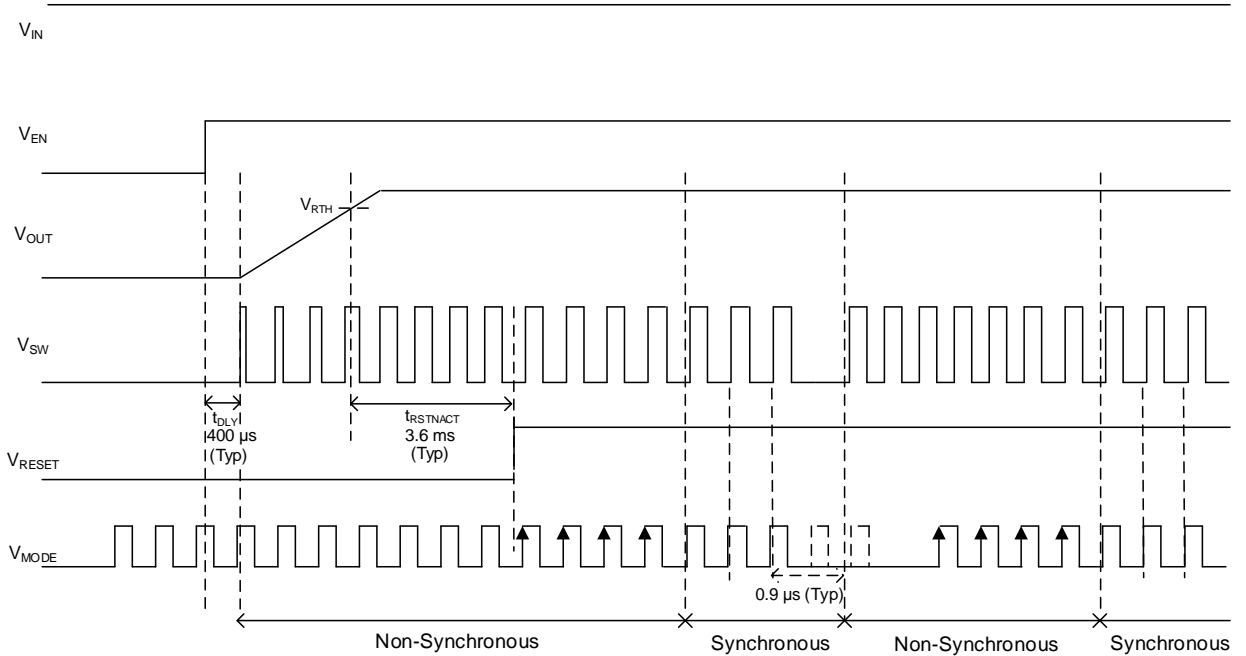 VIN
VEN
VRTH
VOUT
VSW
tDLY
400 µs
(Typ)
tRSTNACT
3.6 ms
(Typ)
VRESET
VMODE
0.9 µs (Typ)
Non-Synchronous
Synchronous
Non-Synchronous
Synchronous